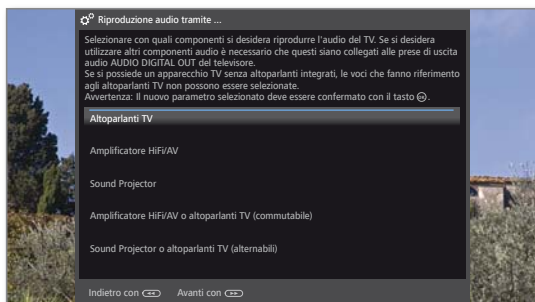 Riproduzione audio tramite ...
Selezionare con quali componenti si desidera riprodurre l'audio del TV. Se si desidera
utilizzare altri componenti audio è necessario che questi siano collegati alle prese di uscita
audio AUDIO DIGITAL OUT del televisore.
Se si possiede un apparecchio TV senza altoparlanti integrati, le voci che fanno riferimento
agli altoparlanti TV non possono essere selezionate.
Avvertenza: Il nuovo parametro selezionato deve essere confermato con il tasto OK.
Altoparlanti TV
Amplificatore HiFi/AV
Sound Projector
Amplificatore HiFi/AV o altoparlanti TV (commutabile)
Sound Projector o altoparlanti TV (alternabili)
Indietro con Avanti con